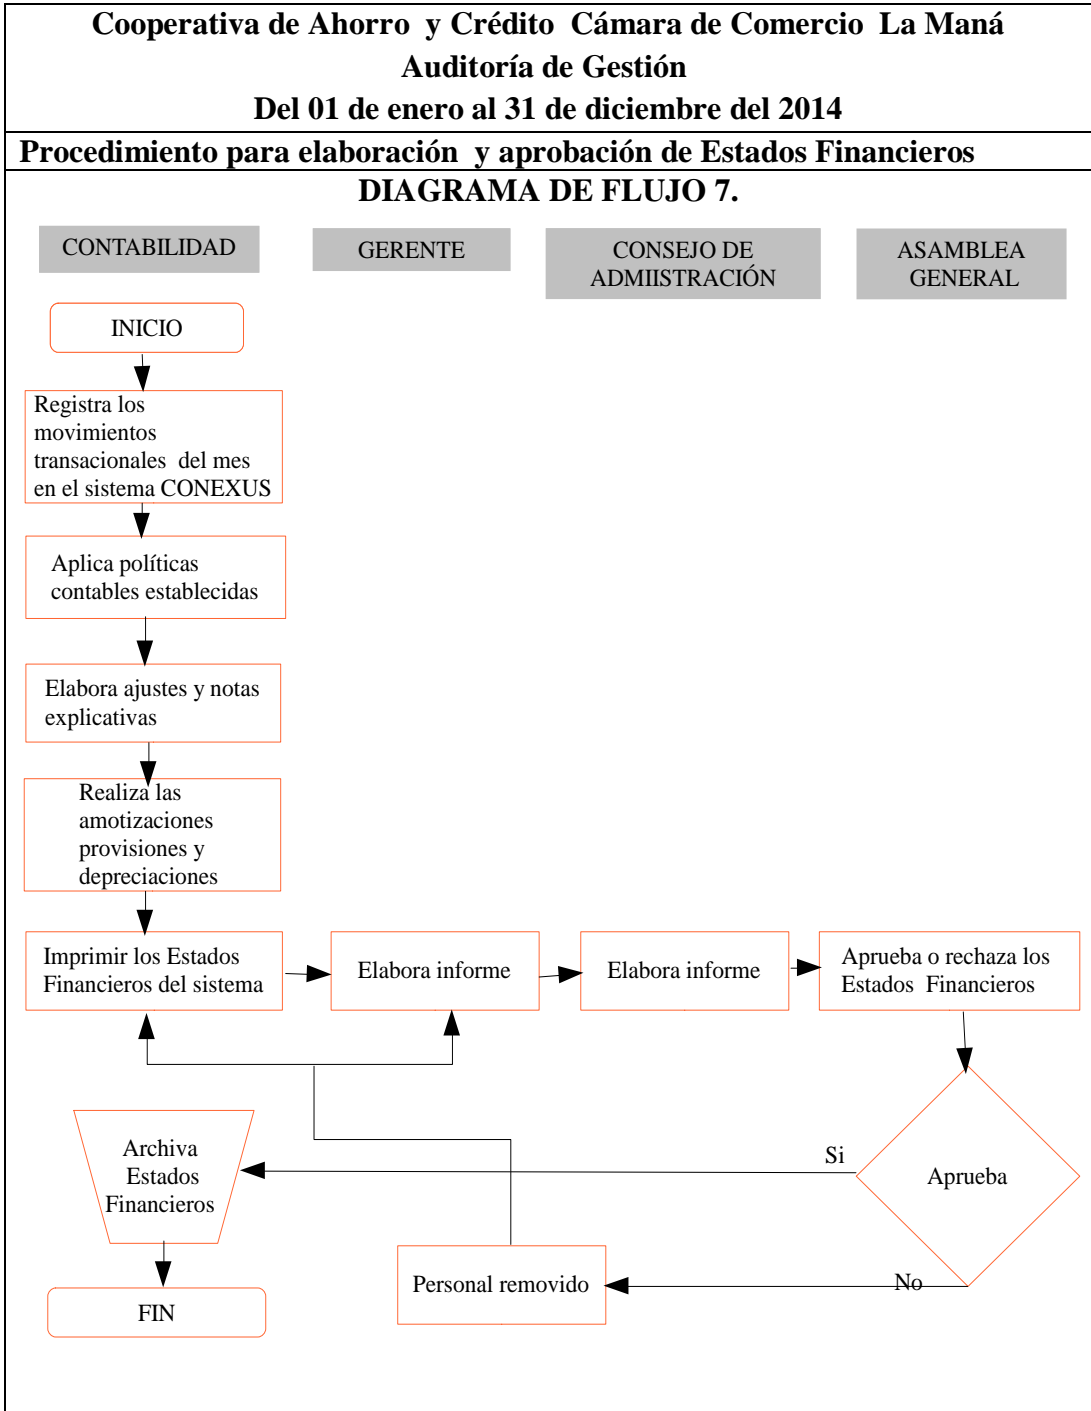 Cooperativa de Ahorro y Crédito Cámara de Comercio La Maná
Auditoría de Gestión
Del 01 de enero al 31 de diciembre del 2014
Procedimiento para elaboración y aprobación de Estados Financieros
DIAGRAMA DE FLUJO 7.
CONTABILIDAD
GERENTE
CONSEJO DE
ADMIISTRACIÓN
ASAMBLEA
GENERAL
INICIO
Registra los
movimientos
transacionales del mes
en el sistema CONEXUS
Aplica políticas
contables establecidas
Elabora ajustes y notas
explicativas
Realiza las
amotizaciones
provisiones y
depreciaciones
Imprimir los Estados
Financieros del sistema
Elabora informe
Elabora informe
Aprueba o rechaza los
Estados Financieros
Aprueba
Si
Archiva
Estados
Financieros
No
Personal removido
FIN